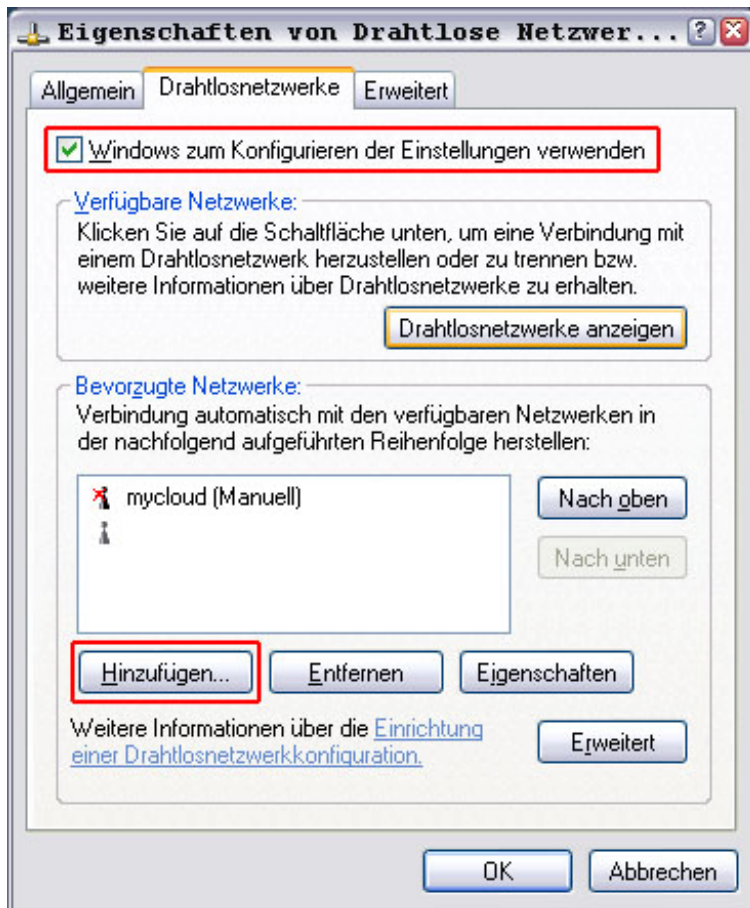 Eigenschaften von Drahtlose Netzwer...
Allgemein Drahtlosnetzwerke Erweitert
Windows zum Konfigurieren der Einstellungen verwenden
Verfügbare Netzwerke:
Klicken Sie auf die Schaltfläche unten, um eine Verbindung mit
einem Drahtlosnetzwerk herzustellen oder zu trennen bzw.
weitere Informationen über Drahtlosnetzwerke zu erhalten.
Drahtlosnetzwerke anzeigen
Bevorzugte Netzwerke:
Verbindung automatisch mit den verfügbaren Netzwerken in
der nachfolgend aufgeführten Reihenfolge herstellen:
mycloud (Manuell)
Nach oben
Nach unten
Hinzufügen... Entfernen Eigenschaften
Weitere Informationen über die Einrichtung
einer Drahtlosnetzwerkkonfiguration.
Erweitert
OK Abbrechen